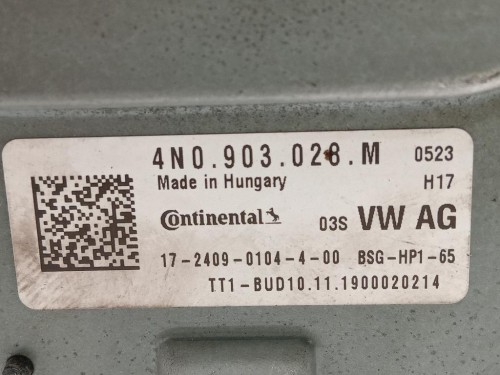 4N0.903.028.M 0523
Made in Hungary H17
Continental 03S VW AG
17-2409-0104-4-00 BSG-HP1-65
TT1-BUD10.11.1900020214